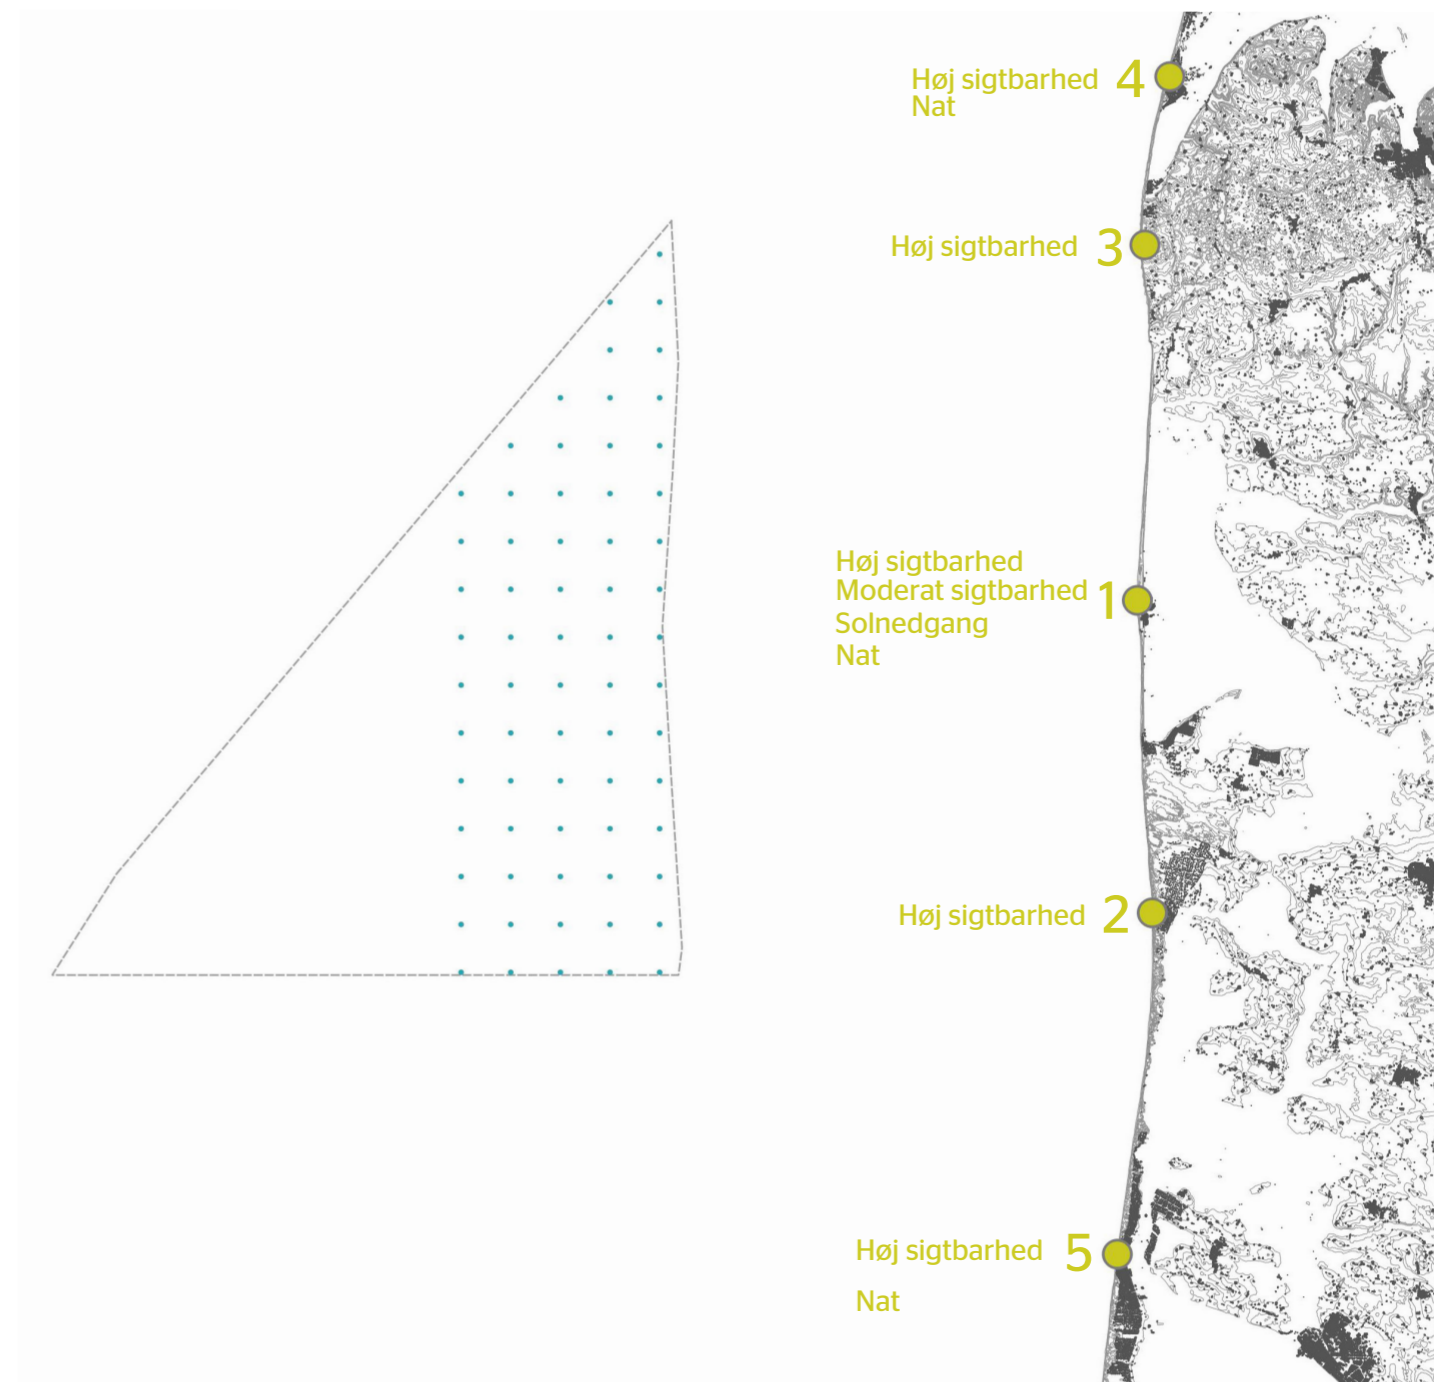 Høj sigtbarhed 4
Nat
Høj sigtbarhed 3
Høj sigtbarhed
Moderat sigtbarhed 1
Solnedgang
Nat
Høj sigtbarhed 2
Høj sigtbarhed 5
Nat